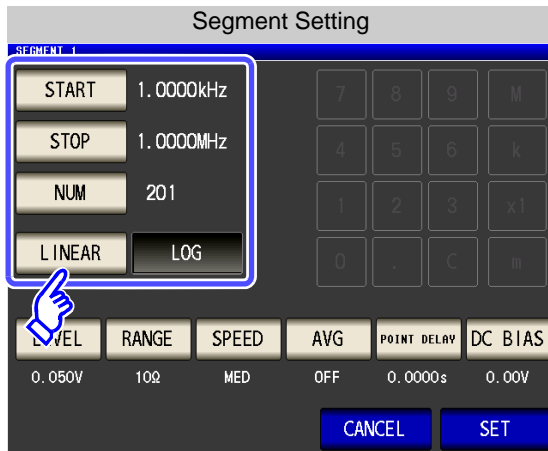 Segment Setting
SEGMENT 1
START 1.0000kHz
STOP 1.0000MHz
NUM 201
LINEAR LOG
7 8 9 M
4 5 6 k
1 2 3 x1
0 . C m
RANGE SPEED AVG POINT DELAY DC BIAS
0.050V 10Ω MED OFF 0.0000s 0.00V
CANCEL SET